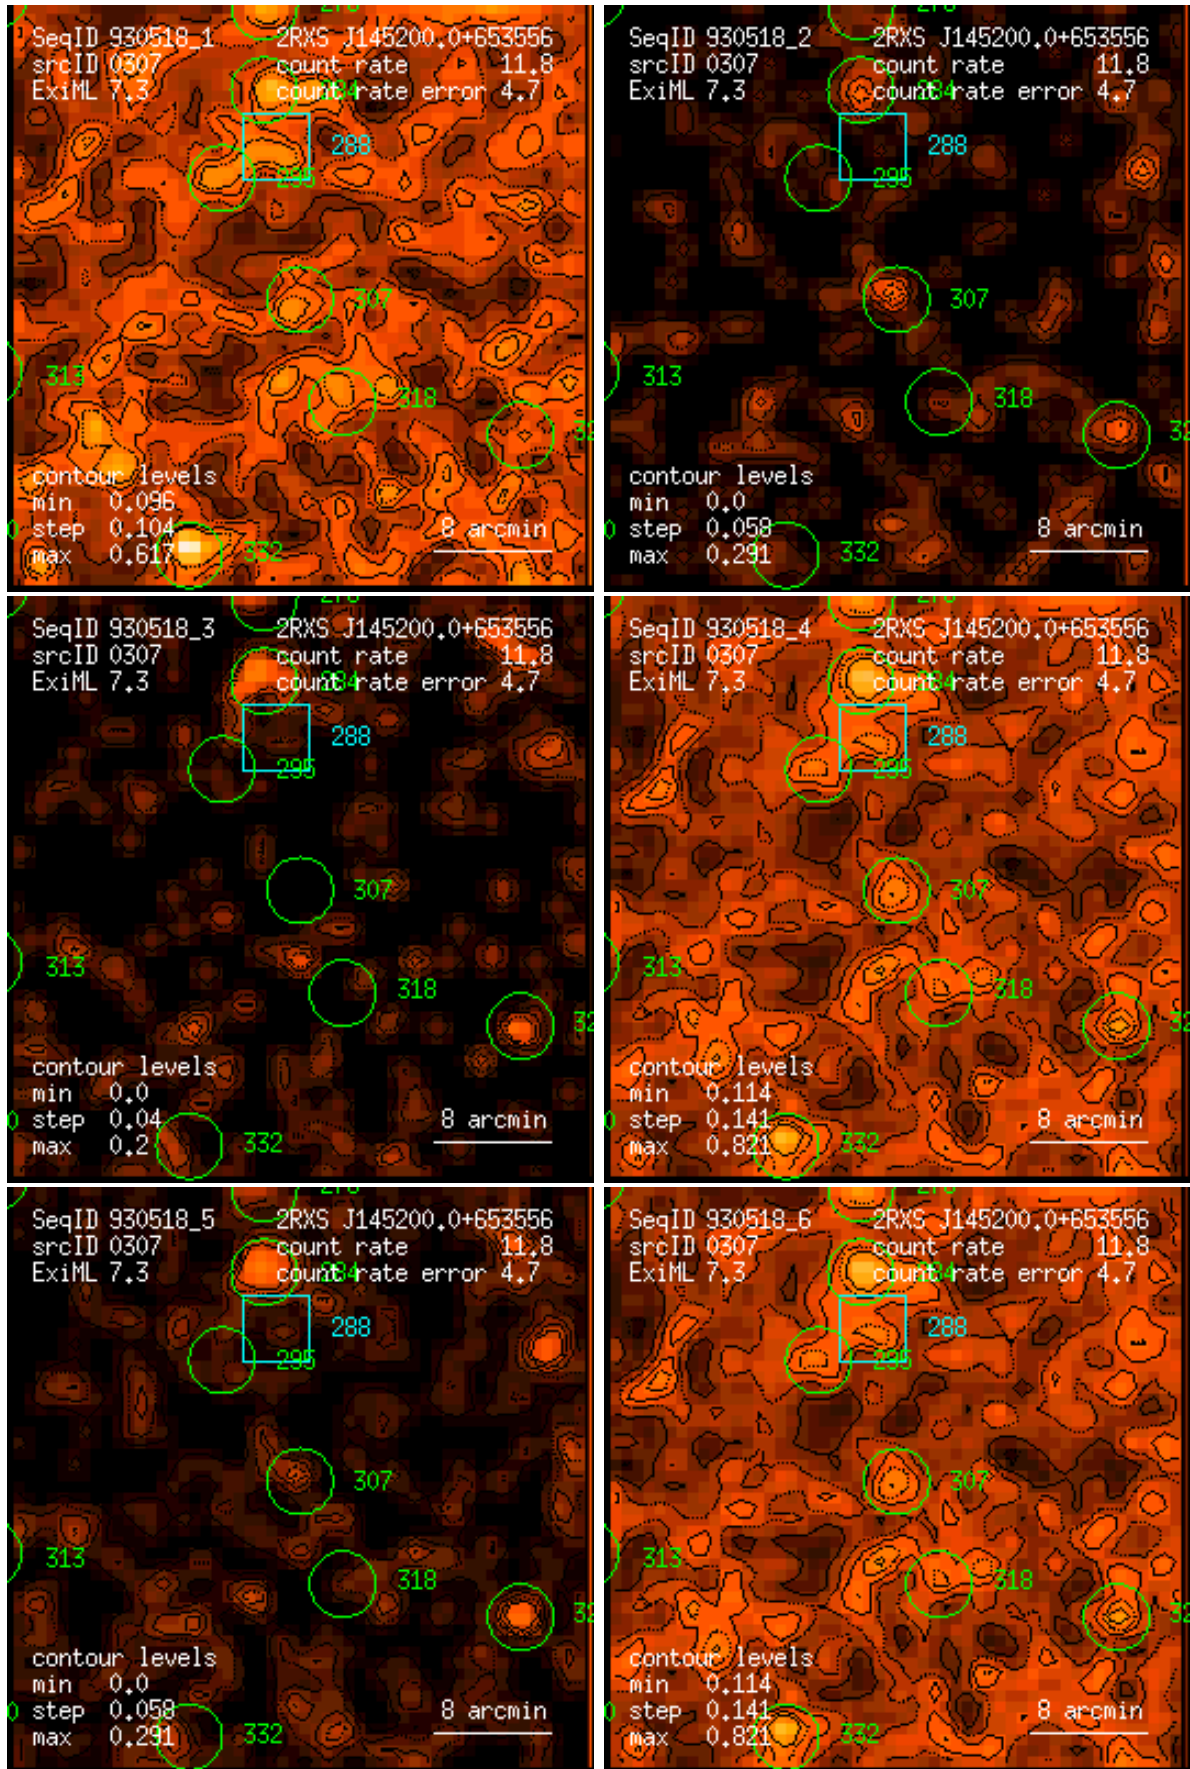 278
SeqID 930518_1 2RXS J145200.0+653556
srcID 0307 count rate 11.8
ExiML 7.3 count rate error 4.7
284
288
295
307
313
318
contour levels
min 0.096
step 0.104
max 0.617
332
8 arcmin
SeqID 930518_2 2RXS J145200.0+653556
srcID 0307 count rate 11.8
ExiML 7.3 count rate error 4.7
284
288
295
307
313
318
contour levels
min 0.0
step 0.058
max 0.291
332
8 arcmin
SeqID 930518_3 2RXS J145200.0+653556
srcID 0307 count rate 11.8
ExiML 7.3 count rate error 4.7
284
288
295
307
313
318
contour levels
min 0.0
step 0.04
max 0.2
332
8 arcmin
SeqID 930518_4 2RXS J145200.0+653556
srcID 0307 count rate 11.8
ExiML 7.3 count rate error 4.7
284
288
295
307
313
318
contour levels
min 0.114
step 0.141
max 0.821
332
8 arcmin
SeqID 930518_5 2RXS J145200.0+653556
srcID 0307 count rate 11.8
ExiML 7.3 count rate error 4.7
284
288
295
307
313
318
contour levels
min 0.0
step 0.058
max 0.291
332
8 arcmin
SeqID 930518_6 2RXS J145200.0+653556
srcID 0307 count rate 11.8
ExiML 7.3 count rate error 4.7
284
288
295
307
313
318
contour levels
min 0.114
step 0.141
max 0.821
332
8 arcmin